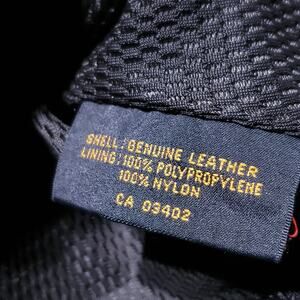 SHELL: GENUINE LEATHER
LINING: 100% POLYPROPYLENE
100% NYLON
CA 03402